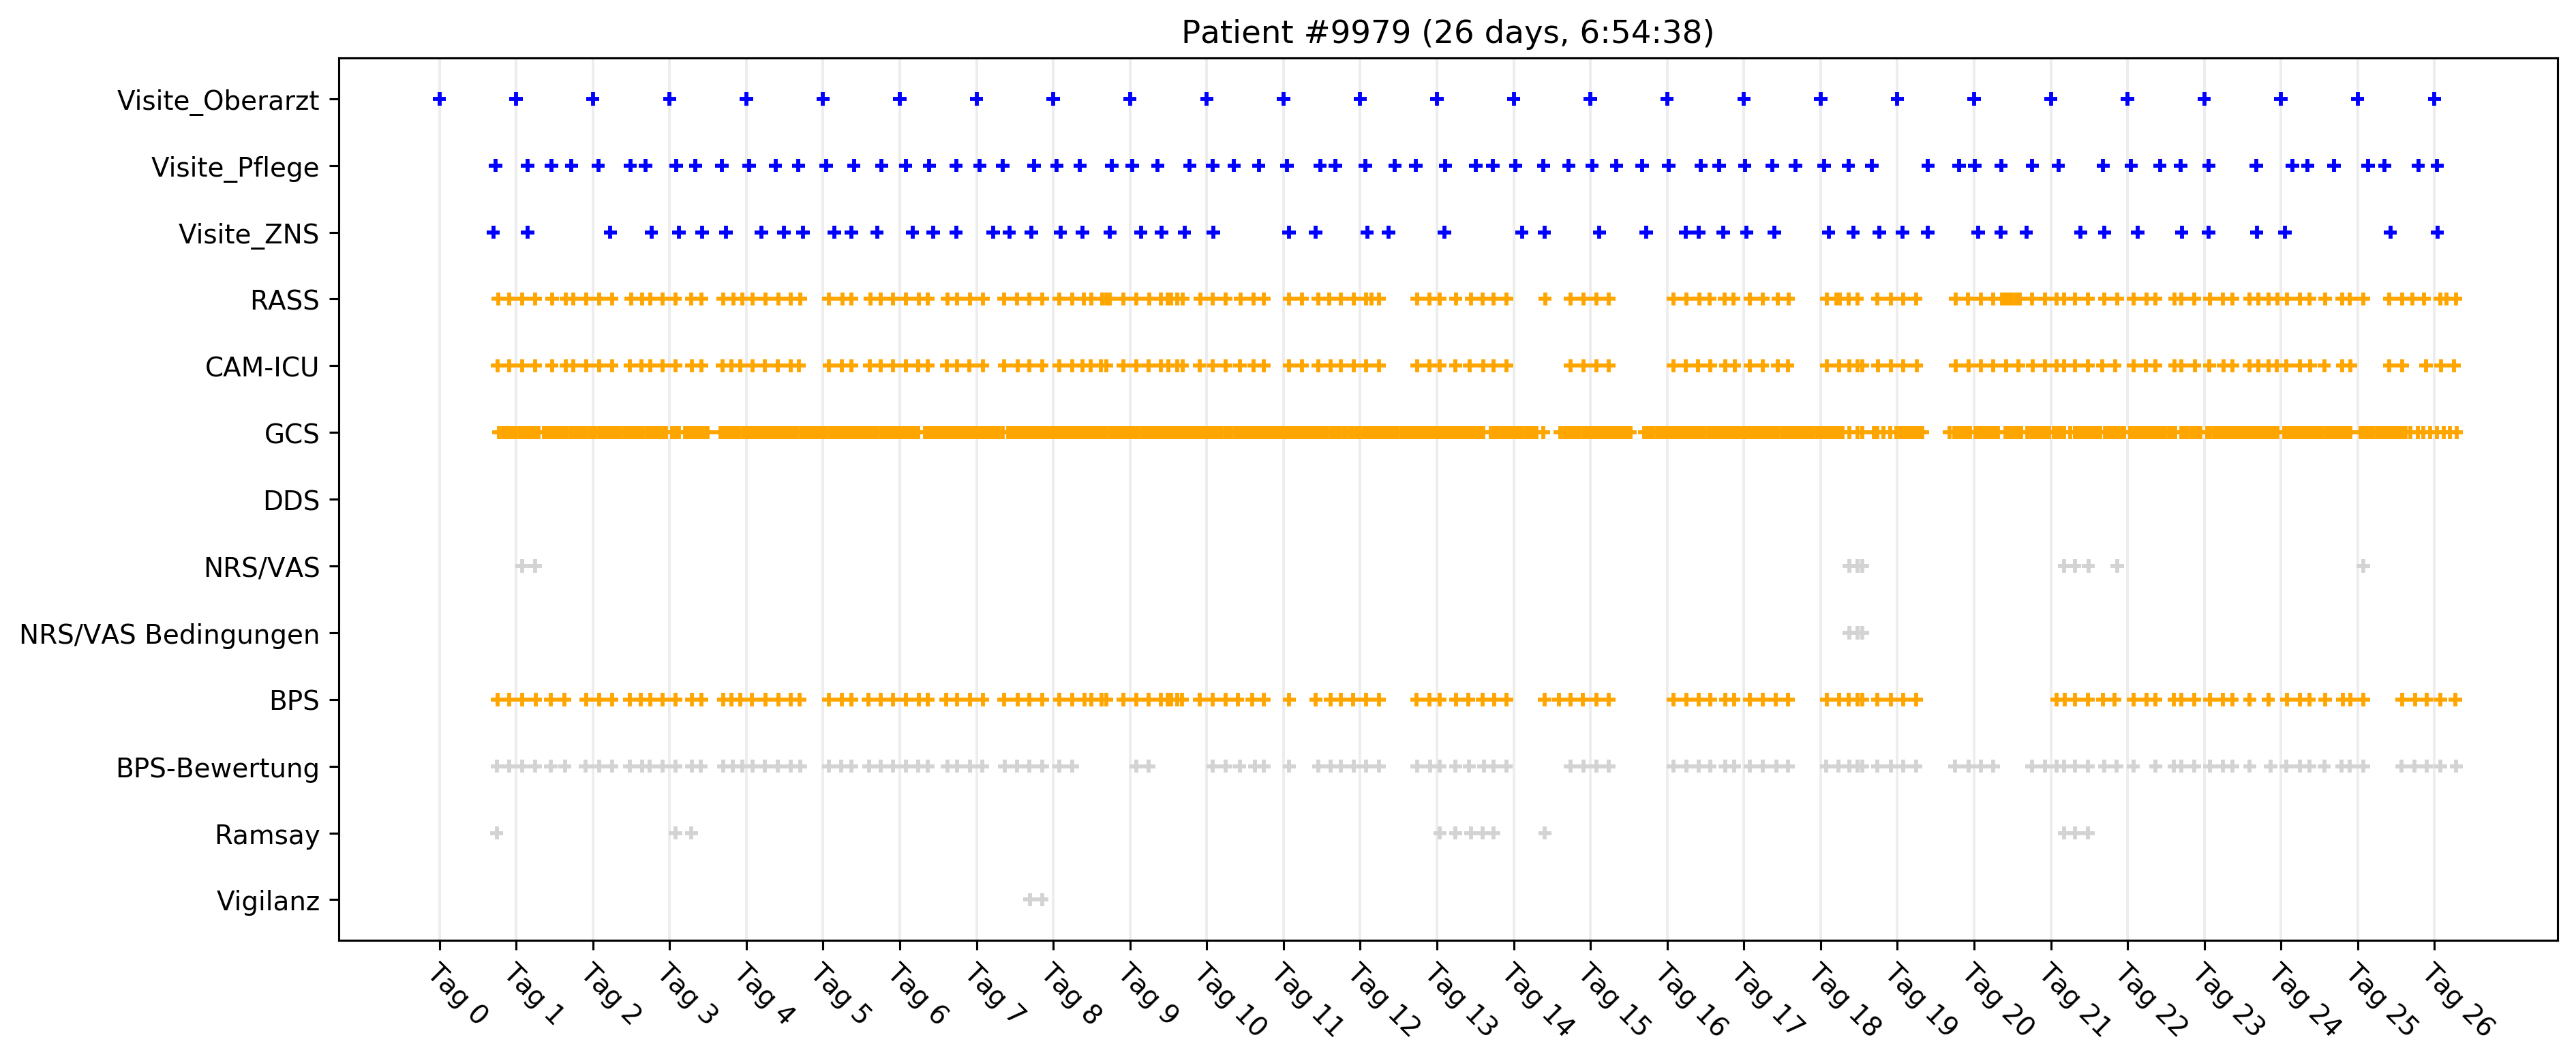 Patient #9979 (26 days, 6:54:38)
Visite_Oberarzt
Visite_Pflege
Visite_ZNS
RASS
CAM-ICU
GCS
DDS
NRS/VAS
NRS/VAS Bedingungen
BPS
BPS-Bewertung
Ramsay
Vigilanz
Tag 0
Tag 1
Tag 2
Tag 3
Tag 4
Tag 5
Tag 6
Tag 7
Tag 8
Tag 9
Tag 10
Tag 11
Tag 12
Tag 13
Tag 14
Tag 15
Tag 16
Tag 17
Tag 18
Tag 19
Tag 20
Tag 21
Tag 22
Tag 23
Tag 24
Tag 25
Tag 26